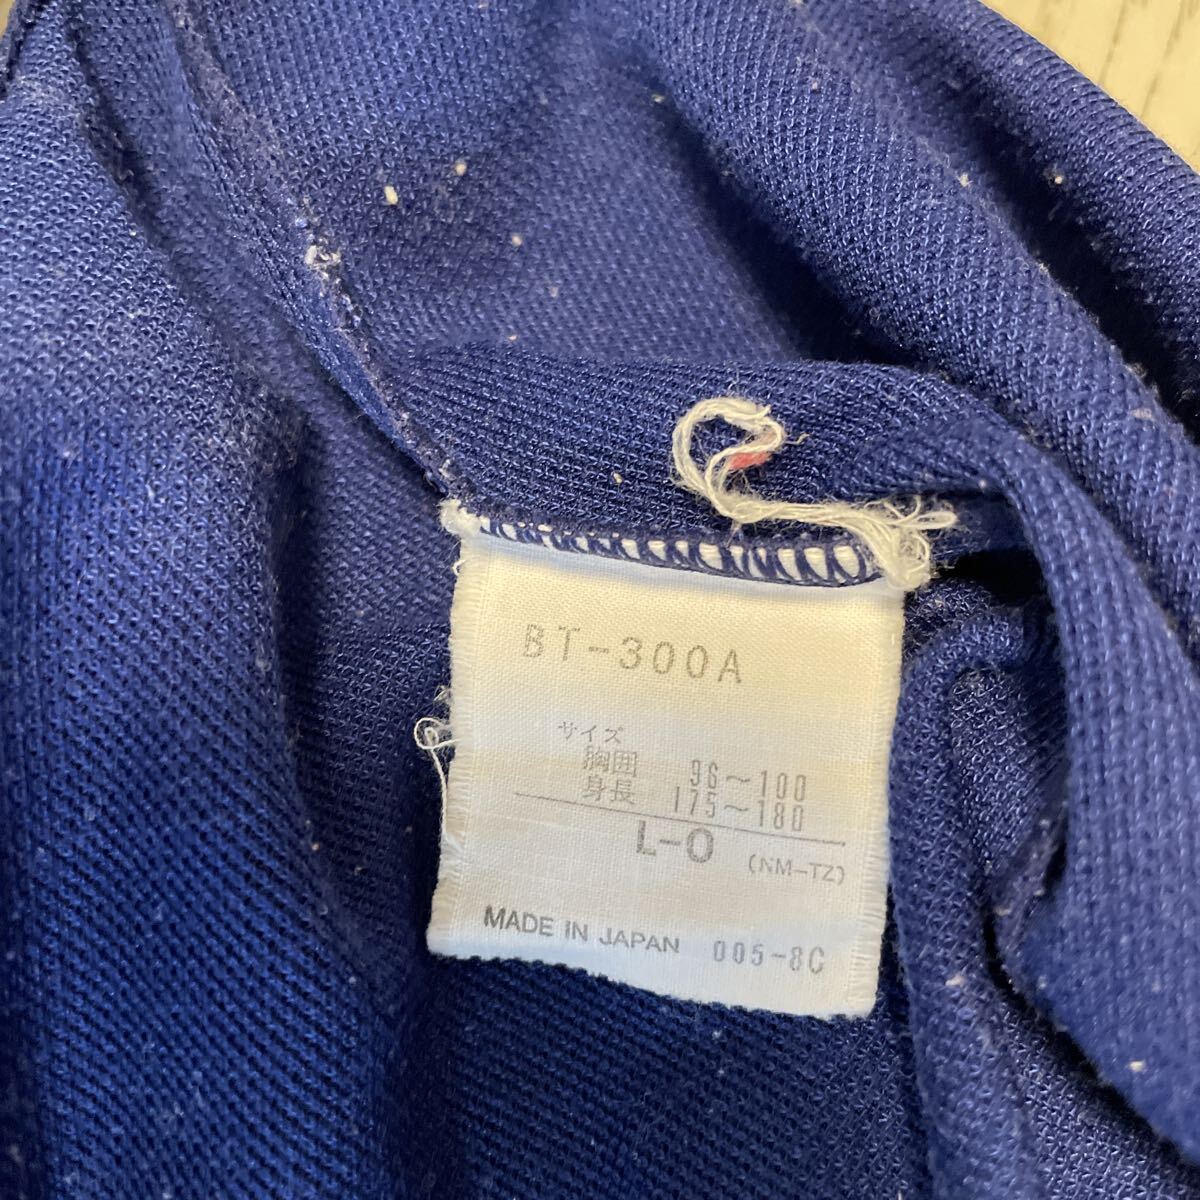 BT-300A
サイズ
胸囲 96～100
身長 175～180
L-O (NM-TZ)
MADE IN JAPAN 005-8C